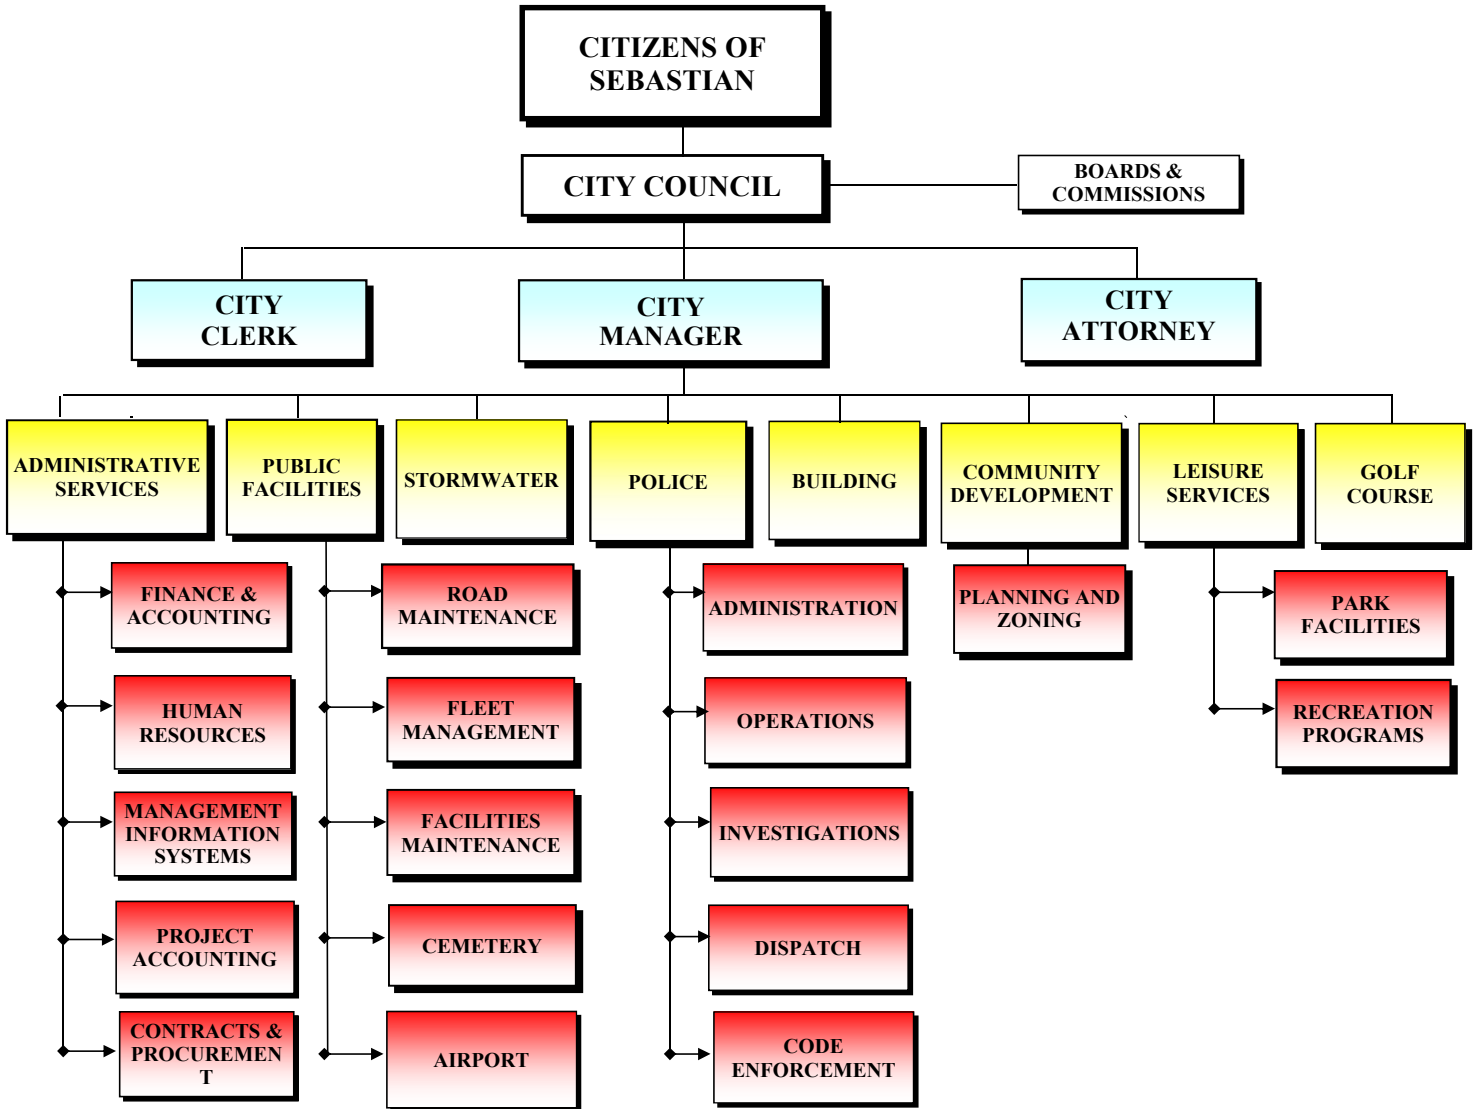 CITIZENS OF
SEBASTIAN
CITY COUNCIL
BOARDS &
COMMISSIONS
CITY
CLERK
CITY
MANAGER
CITY
ATTORNEY
ADMINISTRATIVE
SERVICES
PUBLIC
FACILITIES
STORMWATER
POLICE
BUILDING
COMMUNITY
DEVELOPMENT
LEISURE
SERVICES
GOLF
COURSE
FINANCE &
ACCOUNTING
HUMAN
RESOURCES
MANAGEMENT
INFORMATION
SYSTEMS
PROJECT
ACCOUNTING
CONTRACTS &
PROCUREMEN
T
ROAD
MAINTENANCE
FLEET
MANAGEMENT
FACILITIES
MAINTENANCE
CEMETERY
AIRPORT
ADMINISTRATION
OPERATIONS
INVESTIGATIONS
DISPATCH
CODE
ENFORCEMENT
PLANNING AND
ZONING
PARK
FACILITIES
RECREATION
PROGRAMS